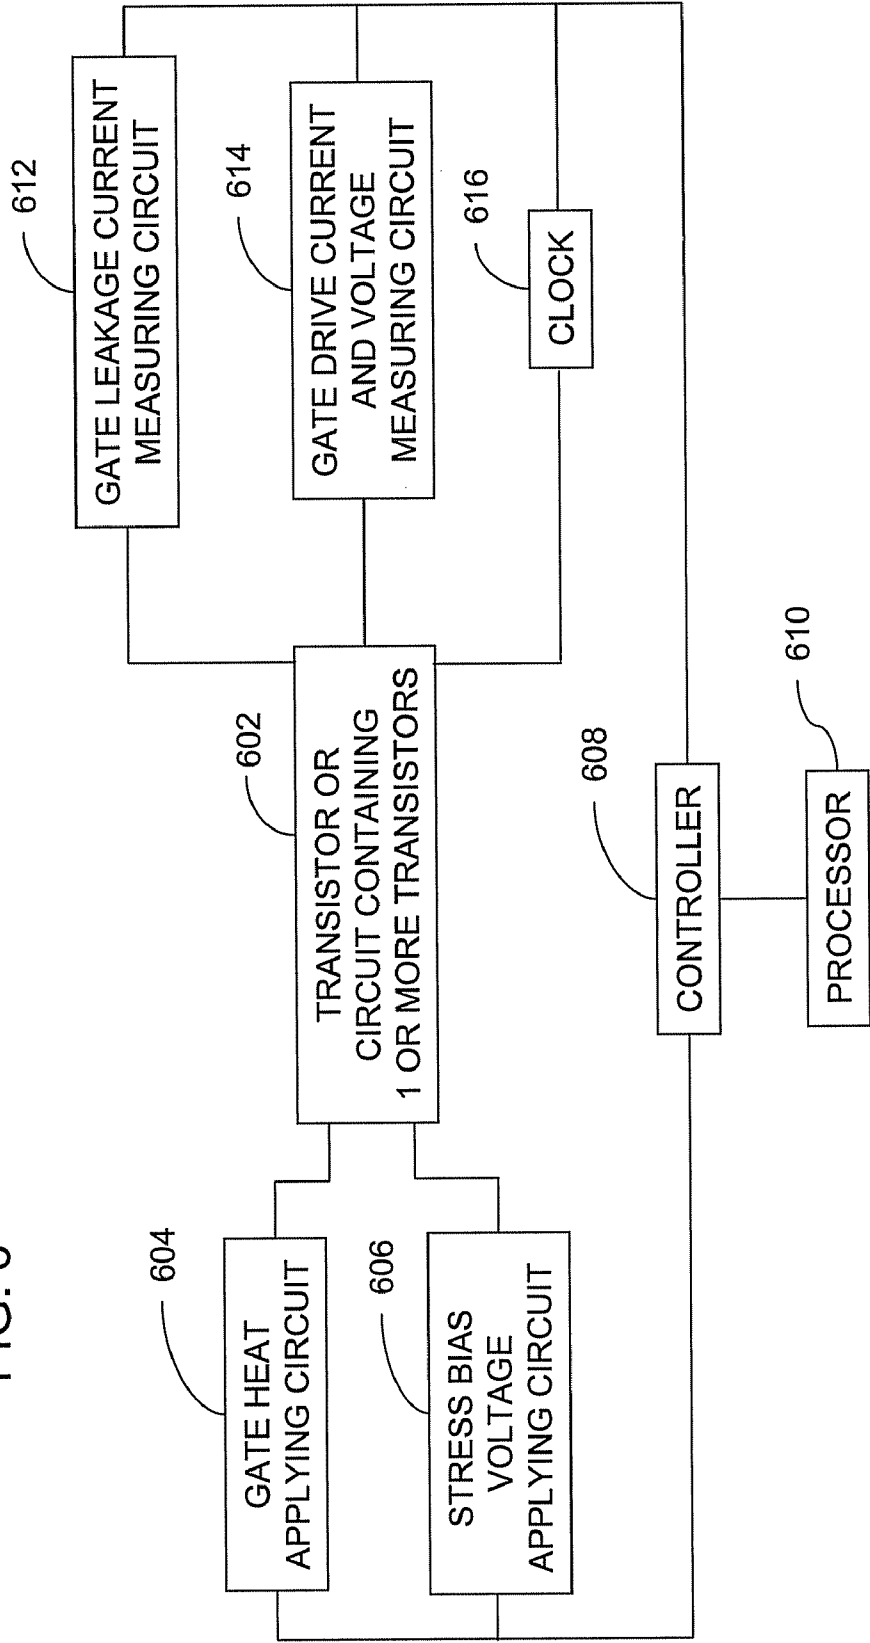 FIG. 6
604
GATE HEAT
APPLYING CIRCUIT
606
STRESS BIAS
VOLTAGE
APPLYING CIRCUIT
602
TRANSISTOR OR
CIRCUIT CONTAINING
1 OR MORE TRANSISTORS
612
GATE LEAKAGE CURRENT
MEASURING CIRCUIT
614
GATE DRIVE CURRENT
AND VOLTAGE
MEASURING CIRCUIT
616
CLOCK
608
CONTROLLER
610
PROCESSOR